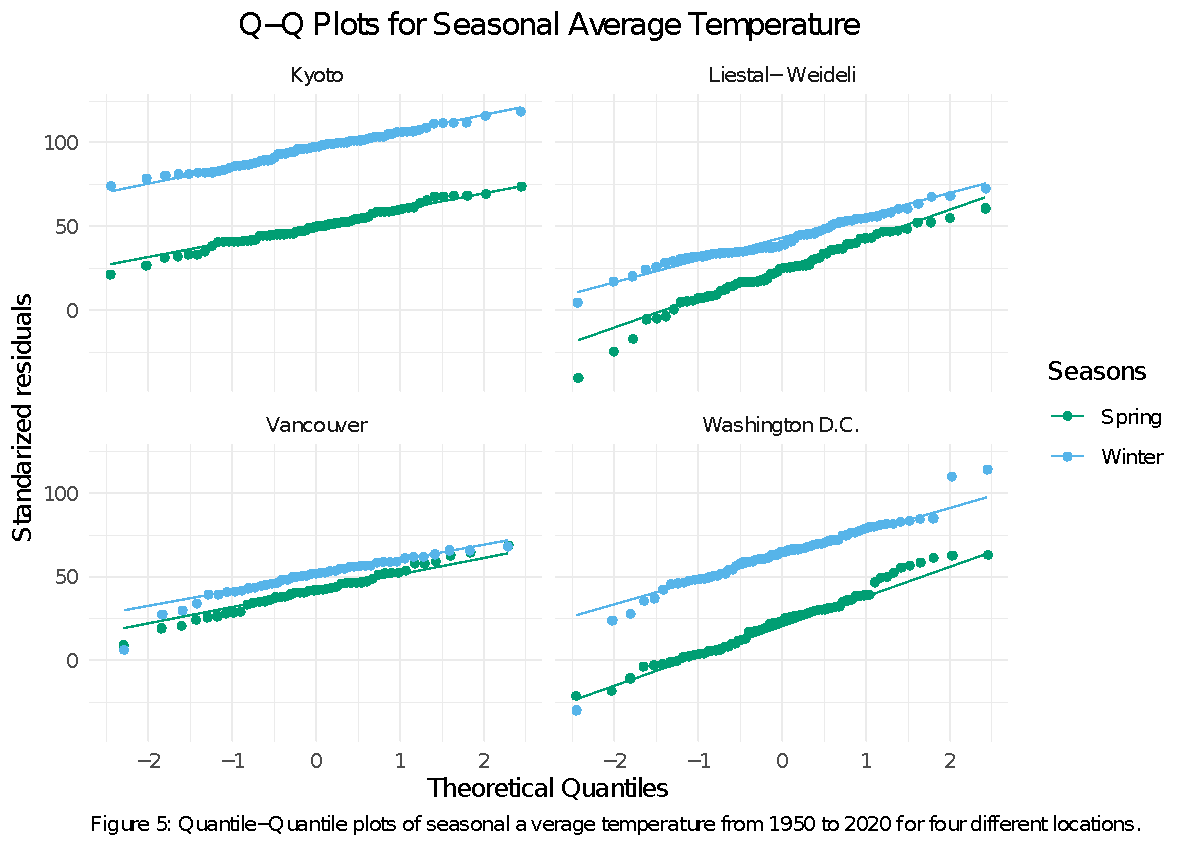 Q−Q Plots for Seasonal Average Temperature
Kyoto
Liestal−Weideli
100
50
0
Vancouver
Washington D.C.
100
50
0
−2 −1 0 1 2
−2 −1 0 1 2
Standarized residuals
Theoretical Quantiles
Seasons
Spring
Winter
Figure 5: Quantile−Quantile plots of seasonal a verage temperature from 1950 to 2020 for four different locations.